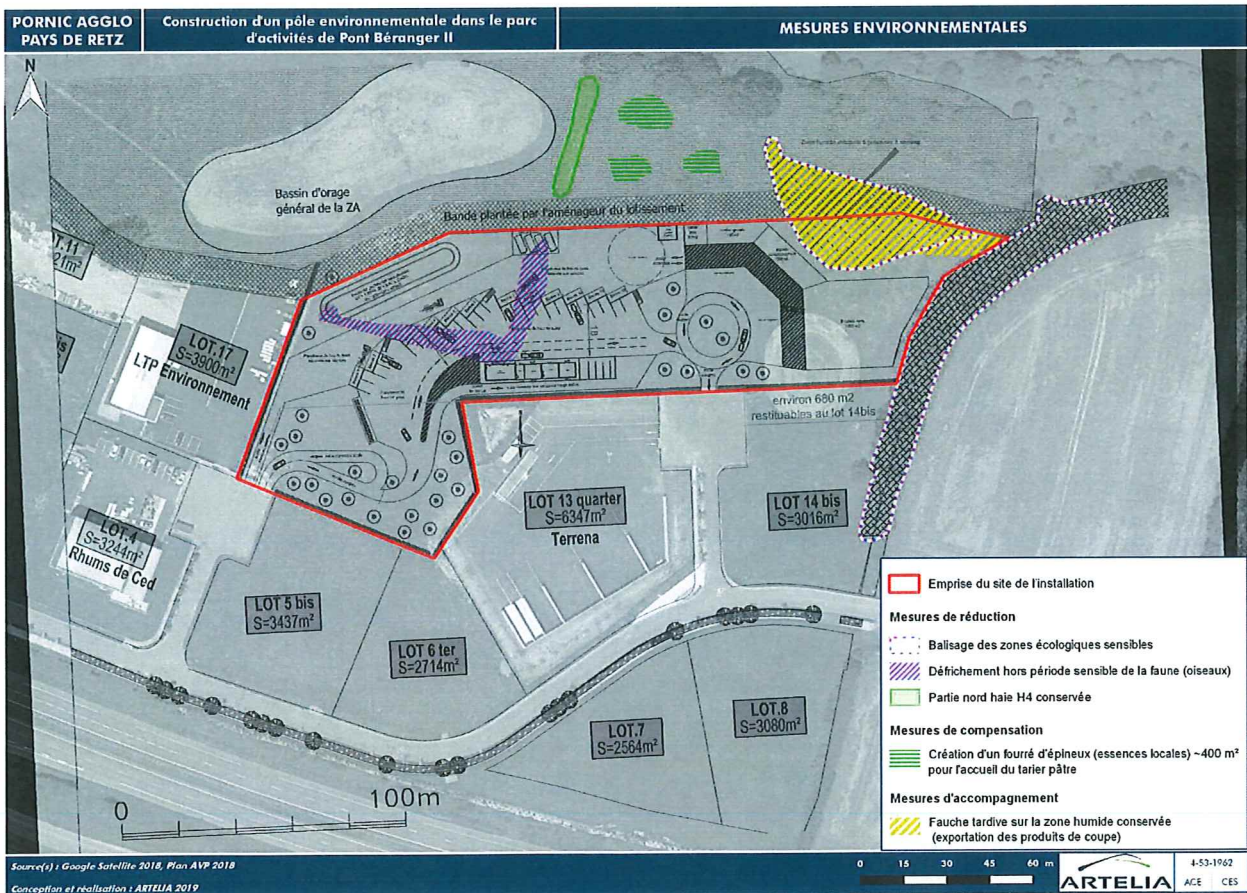 PORNIC AGGLO
PAYS DE RETZ
Construction d'un pôle environnementale dans le parc
d'activités de Pont Béranger II
MESURES ENVIRONNEMENTALES
N
Bassin d'orage
général de la ZA
Bande plantée par l'aménageur du lotissement
LOT.17
S=3900m²
LTP Environnement
LOT.4
S=3244m²
Rhums de Ced
LOT 5 bis
S=3437m²
LOT 6 ter
S=2714m²
LOT 13 quarter
S=6347m²
Terrena
environ 680 m2
restituables au lot 14bis
LOT 14 bis
S=3016m²
LOT.7
S=2564m²
LOT.8
S=3080m²
0
100m
Emprise du site de l'installation
Mesures de réduction
Balisage des zones écologiques sensibles
Défrichement hors période sensible de la faune (oiseaux)
Partie nord haie H4 conservée
Mesures de compensation
Création d'un fourré d'épineux (essences locales) ~400 m²
pour l'accueil du tarier pâtre
Mesures d'accompagnement
Fauche tardive sur la zone humide conservée
(exportation des produits de coupe)
Source(s) : Google Satellite 2018, Plan AVP 2018
Conception et réalisation : ARTELIA 2019
0 15 30 45 60 m
ARTELIA
4-53-1962
ACE CES